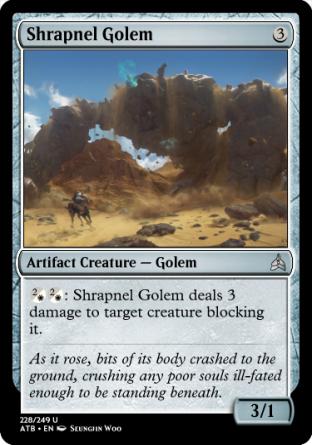 Shrapnel Golem 3
Artifact Creature — Golem
2 2 : Shrapnel Golem deals 3
damage to target creature blocking
it.
As it rose, bits of its body crashed to the
ground, crushing any poor souls ill-fated
enough to be standing beneath.
3/1
228/249 U
ATB • EN Seungjin Woo